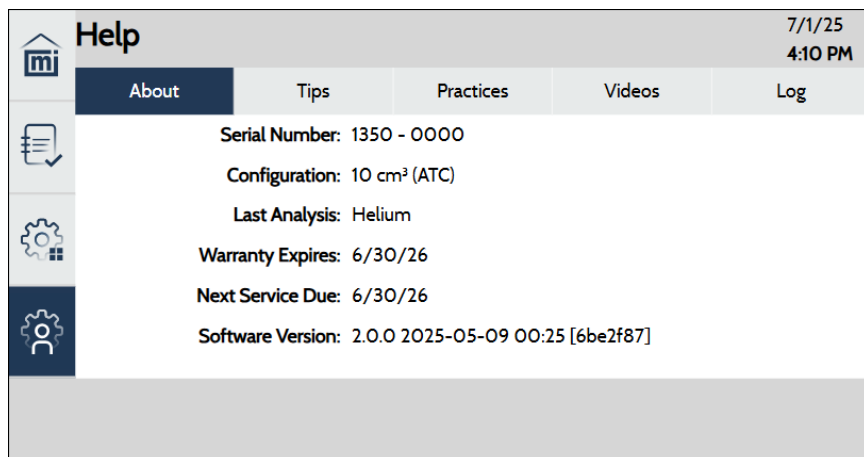 Help
7/1/25
4:10 PM
mi
About Tips Practices Videos Log
Serial Number: 1350 - 0000
Configuration: 10 cm³ (ATC)
Last Analysis: Helium
Warranty Expires: 6/30/26
Next Service Due: 6/30/26
Software Version: 2.0.0 2025-05-09 00:25 [6be2f87]